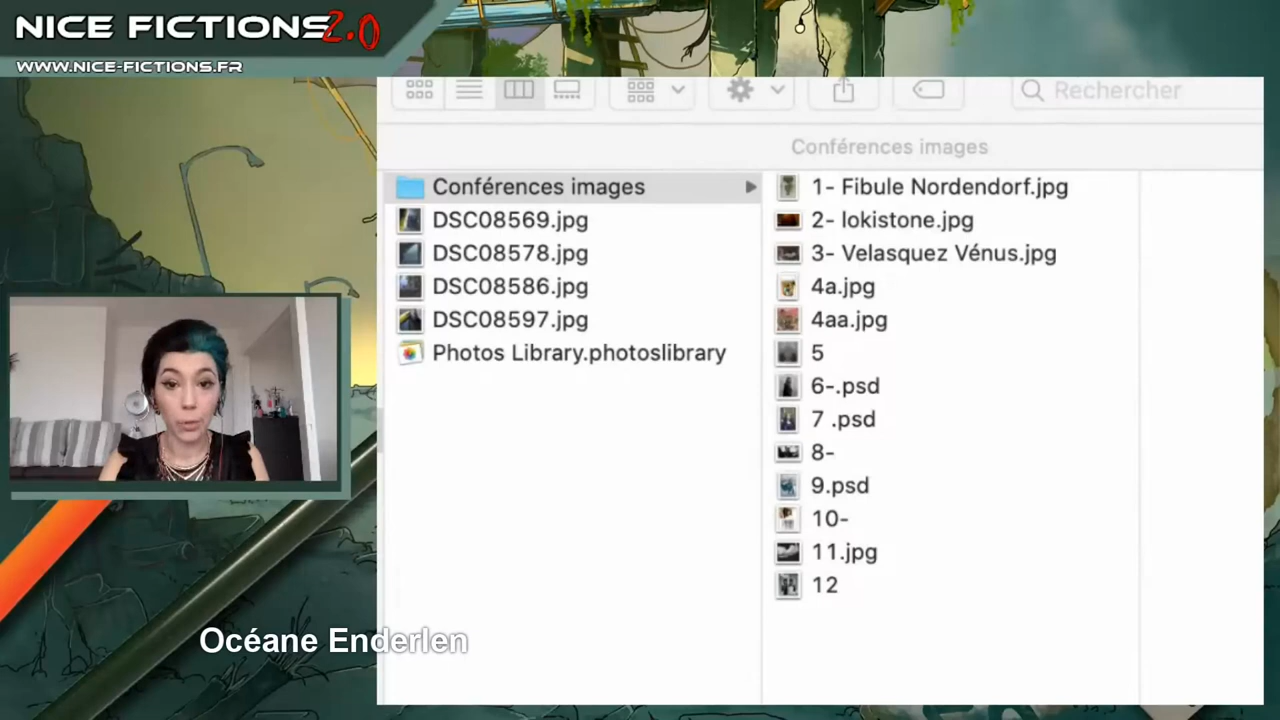 NICE FICTIONS 2.0
WWW.NICE-FICTIONS.FR
Rechercher
Conférences images
Conférences images
DSC08569.jpg
DSC08578.jpg
DSC08586.jpg
DSC08597.jpg
Photos Library.photoslibrary
1- Fibule Nordendorf.jpg
2- lokistone.jpg
3- Velasquez Vénus.jpg
4a.jpg
4aa.jpg
5
6-.psd
7 .psd
8-
9.psd
10-
11.jpg
12
Océane Enderlen